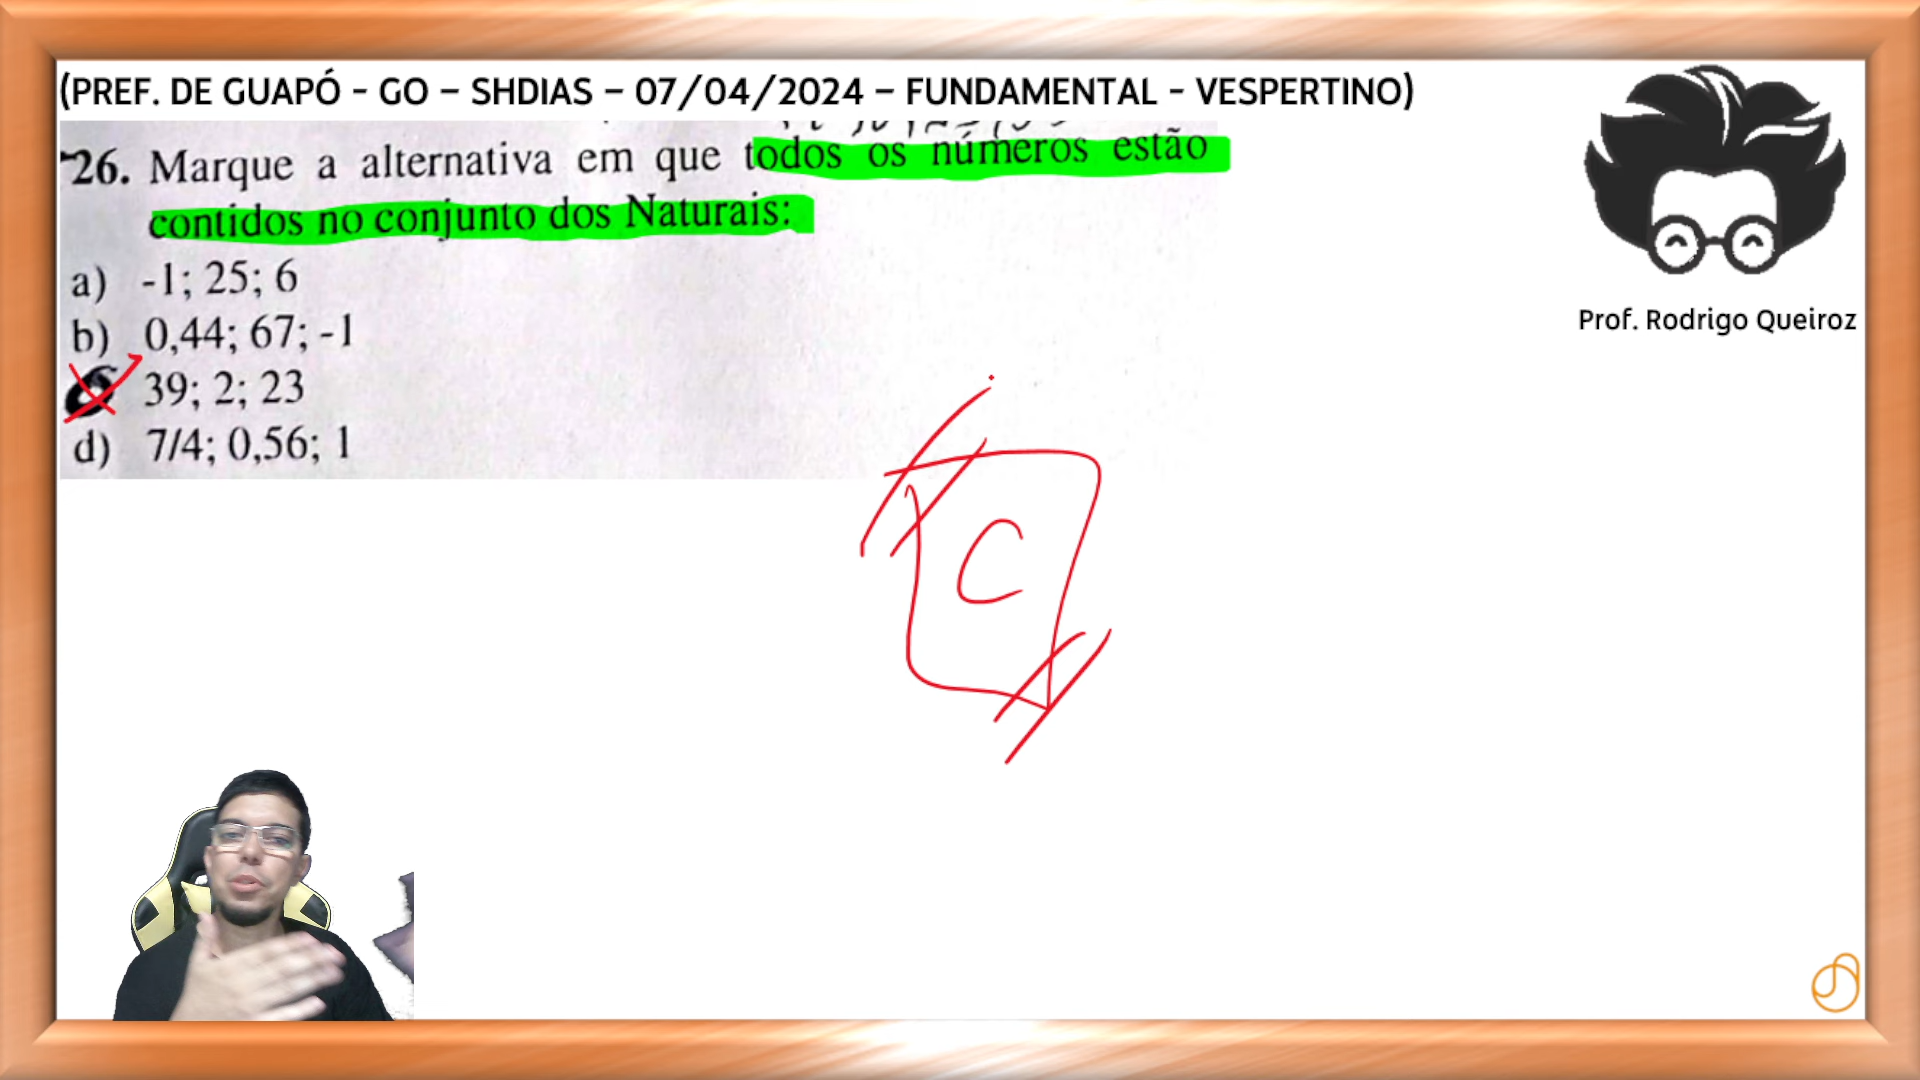 (PREF. DE GUAPÓ - GO – SHDIAS – 07/04/2024 – FUNDAMENTAL - VESPERTINO)
26. Marque a alternativa em que todos os números estão
contidos no conjunto dos Naturais:
a) -1; 25; 6
b) 0,44; 67; -1
39; 2; 23
d) 7/4; 0,56; 1
C
Prof. Rodrigo Queiroz